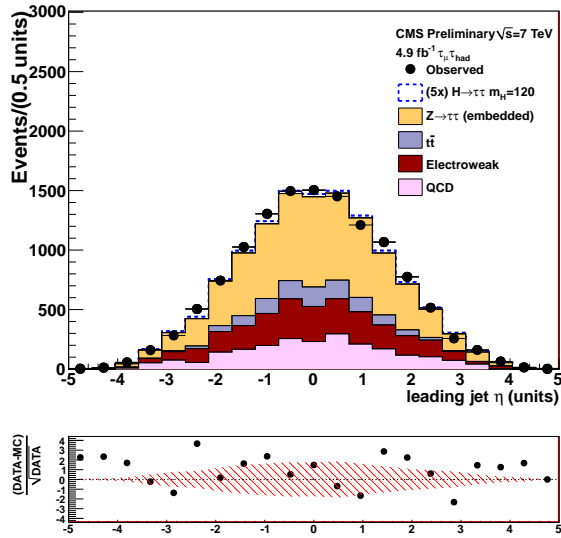 CMS Preliminary√s=7 TeV
4.9 fb⁻¹ τ_μτ_had
Observed
(5x) H→ττ m_H=120
Z→ττ (embedded)
tt̄
Electroweak
QCD
Events/(0.5 units)
3000
2500
2000
1500
1000
500
0
-5 -4 -3 -2 -1 0 1 2 3 4 5
leading jet η (units)
(DATA-MC)
√DATA
4
3
2
1
0
-1
-2
-3
-4
-5 -4 -3 -2 -1 0 1 2 3 4 5